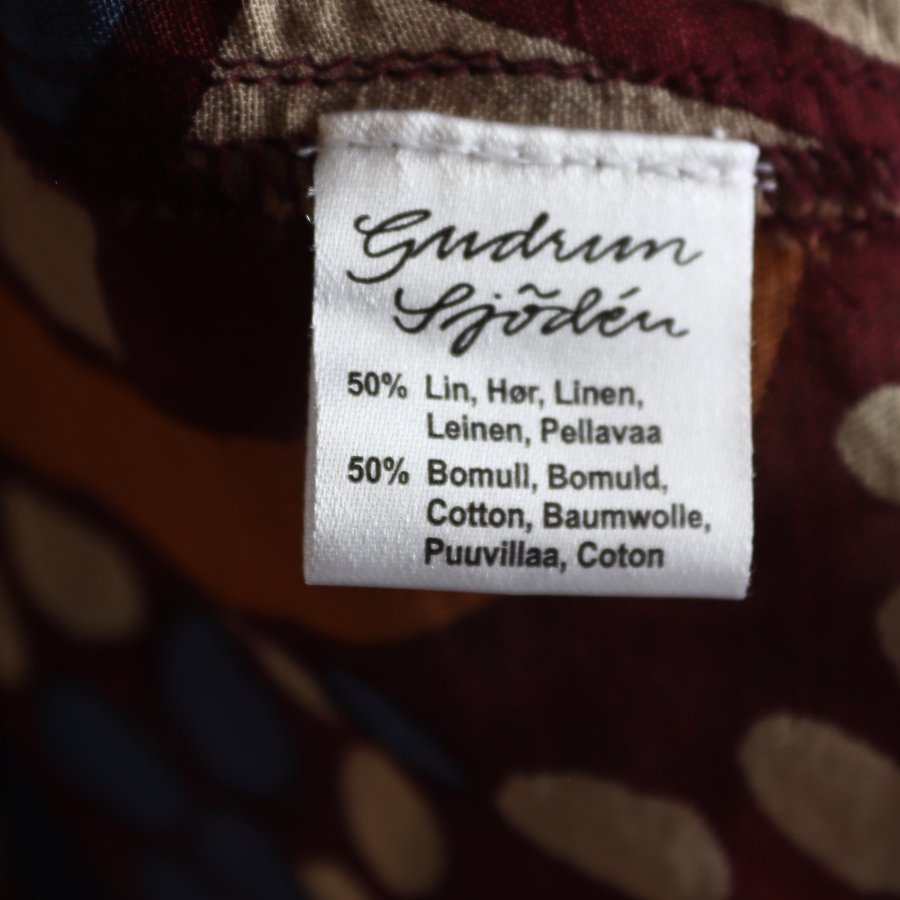 Gudrun
Sjödén
50% Lin, Hør, Linen,
Leinen, Pellavaa
50% Bomull, Bomuld,
Cotton, Baumwolle,
Puuvillaa, Coton